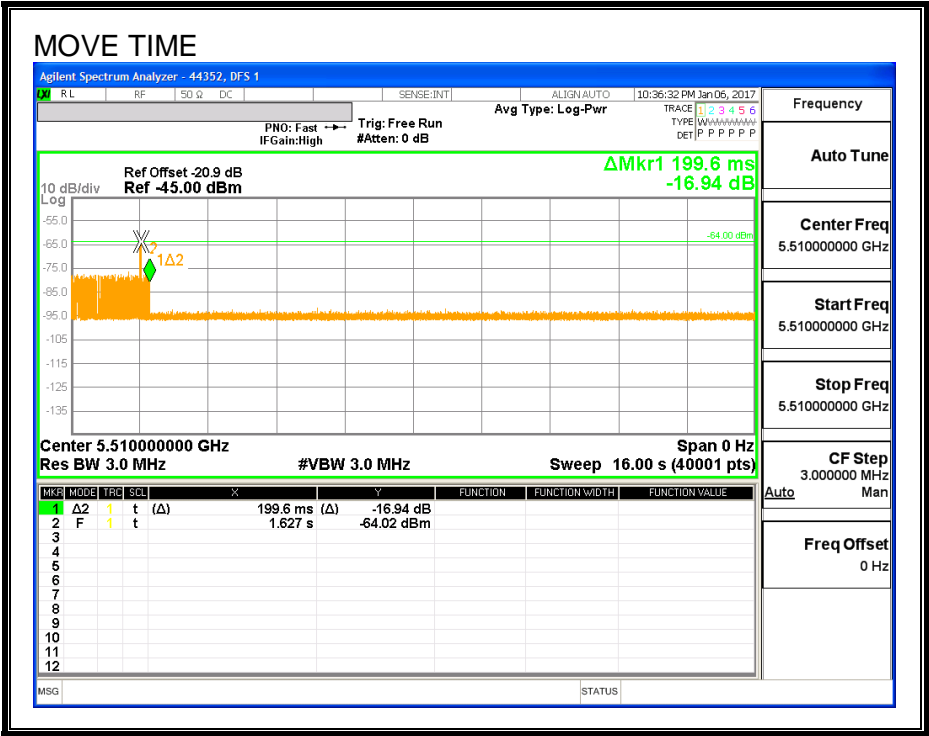 MOVE TIME
Agilent Spectrum Analyzer - 44352, DFS 1
LXI RL RF 50 Ω DC SENSE:INT ALIGN AUTO 10:36:32 PM Jan 06, 2017
Avg Type: Log-Pwr TRACE 1 2 3 4 5 6
PNO: Fast Trig: Free Run TYPE WWWWWW
IFGain:High #Atten: 0 dB DET P P P P P P
ΔMkr1 199.6 ms
-16.94 dB
Ref Offset -20.9 dB
10 dB/div Ref -45.00 dBm
Log
-55.0
-65.0
-75.0
-85.0
-95.0
-105
-115
-125
-135
-64.00 dBm
2
1Δ2
Center 5.510000000 GHz Span 0 Hz
Res BW 3.0 MHz #VBW 3.0 MHz Sweep 16.00 s (40001 pts)
MKR MODE TRC SCL X Y FUNCTION FUNCTION WIDTH FUNCTION VALUE
1 Δ2 1 t (Δ) 199.6 ms (Δ) -16.94 dB
2 F 1 t 1.627 s -64.02 dBm
3
4
5
6
7
8
9
10
11
12
MSG STATUS
Frequency
Auto Tune
Center Freq
5.510000000 GHz
Start Freq
5.510000000 GHz
Stop Freq
5.510000000 GHz
CF Step
3.000000 MHz
Auto Man
Freq Offset
0 Hz